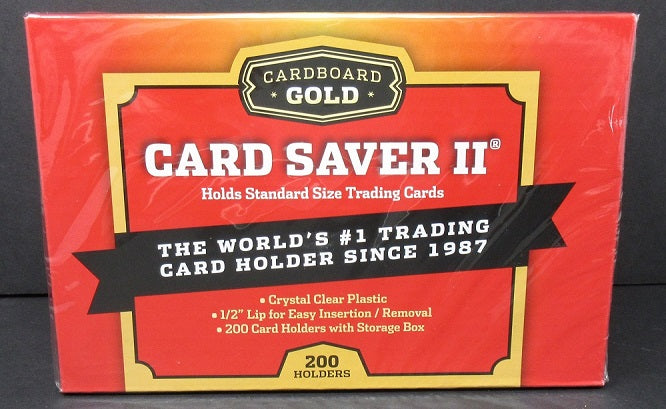 CARDBOARD
* GOLD *
CARD SAVER II®
Holds Standard Size Trading Cards
THE WORLD'S #1 TRADING
CARD HOLDER SINCE 1987
• Crystal Clear Plastic
• 1/2" Lip for Easy Insertion / Removal
• 200 Card Holders with Storage Box
200
HOLDERS